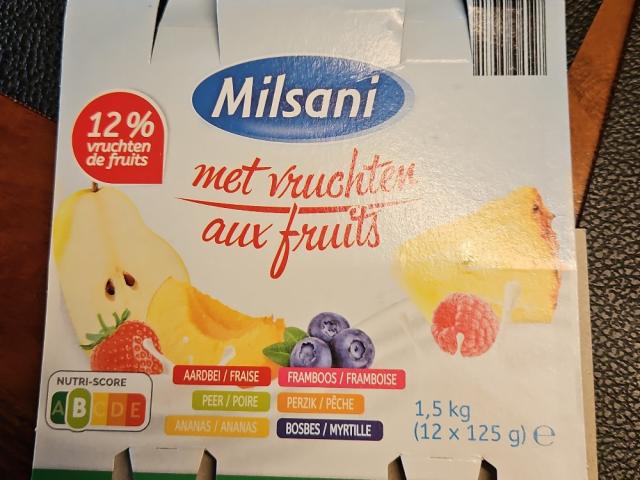 Milsani
12%
vruchten
de fruits
met vruchten
aux fruits
NUTRI-SCORE
A B C D E
AARDBEI / FRAISE
FRAMBOOS / FRAMBOISE
PEER / POIRE
PERZIK / PÊCHE
ANANAS / ANANAS
BOSBES / MYRTILLE
1,5 kg
(12 x 125 g) ℮